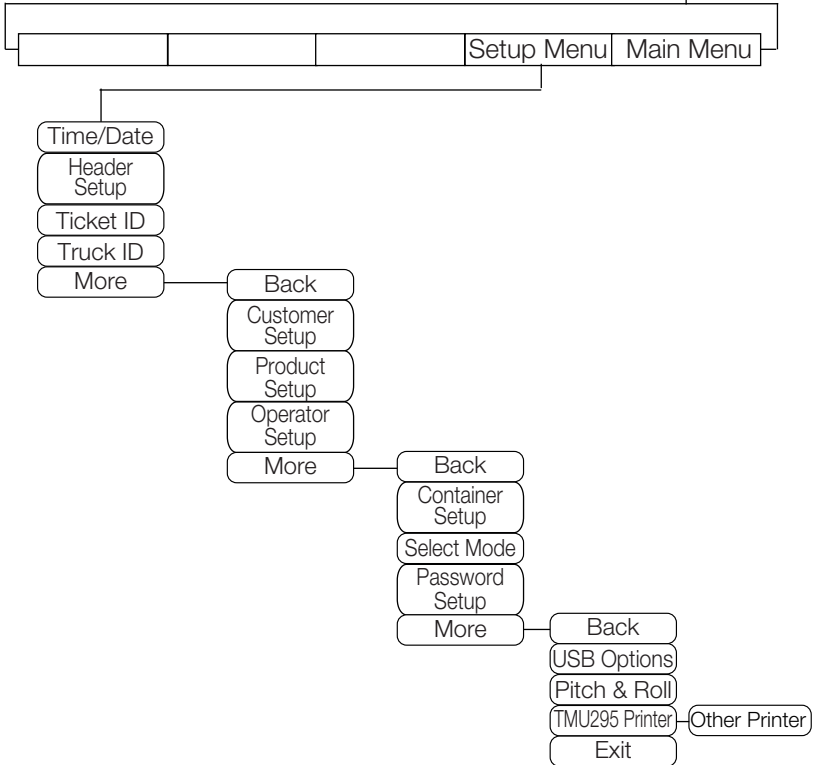 Setup Menu
Main Menu
Time/Date
Header
Setup
Ticket ID
Truck ID
More
Back
Customer
Setup
Product
Setup
Operator
Setup
More
Back
Container
Setup
Select Mode
Password
Setup
More
Back
USB Options
Pitch & Roll
TMU295 Printer
Other Printer
Exit